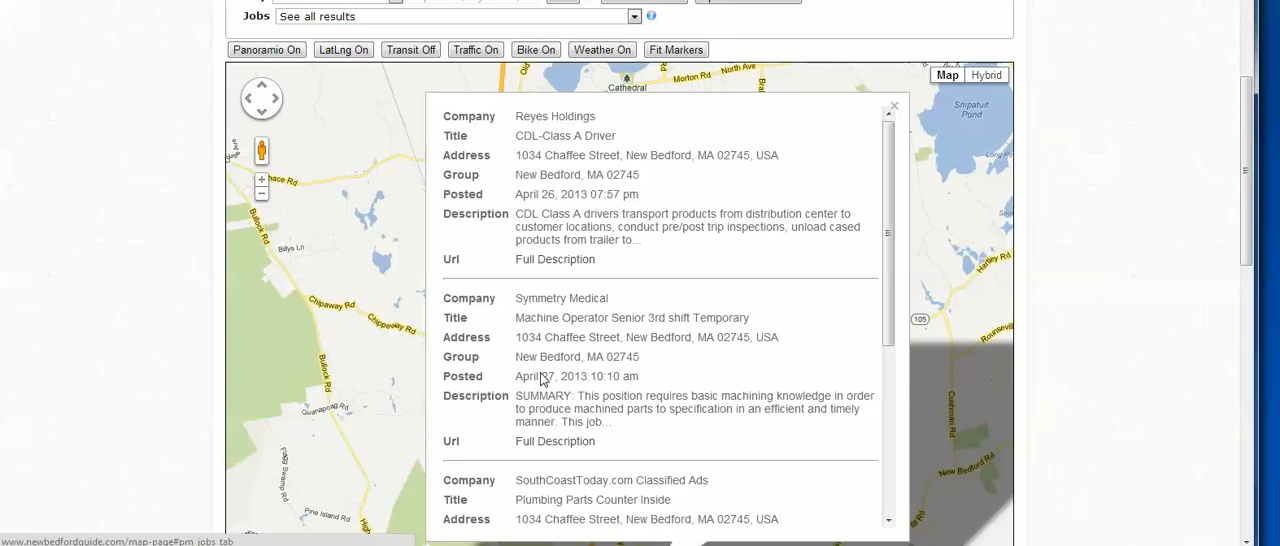 Jobs See all results
Panoramio On LatLng On Transit Off Traffic On Bike On Weather On Fit Markers
Map Hybrid
North Ave
Morton Rd
Cathedral
Old
Snipatuit
Pond
Company Reyes Holdings
Title CDL-Class A Driver
Address 1034 Chaffee Street, New Bedford, MA 02745, USA
Group New Bedford, MA 02745
Posted April 26, 2013 07:57 pm
Description CDL Class A drivers transport products from distribution center to
customer locations, conduct pre/post trip inspections, unload cased
products from trailer to...
Url Full Description
Company Symmetry Medical
Title Machine Operator Senior 3rd shift Temporary
Address 1034 Chaffee Street, New Bedford, MA 02745, USA
Group New Bedford, MA 02745
Posted April 27, 2013 10:10 am
Description SUMMARY: This position requires basic machining knowledge in order
to produce machined parts to specification in an efficient and timely
manner. This job...
Url Full Description
Company SouthCoastToday.com Classified Ads
Title Plumbing Parts Counter Inside
Address 1034 Chaffee Street, New Bedford, MA 02745, USA
Bullock Rd
Billys Ln
Chipaway Rd
Chippeway Rd
Bullock Rd
Quanapoag Rd
Flagg Swamp Rd
Pine Island Rd
Hartley Rd
105
Cushman Rd
New Bedford Rd
www.newbedfordguide.com/map-page#pm_jobs_tab